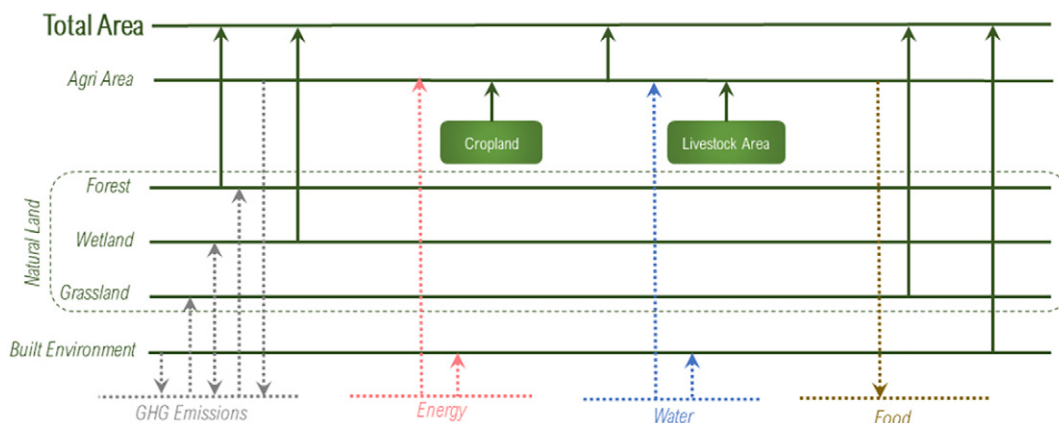 Total Area
Agri Area
Cropland
Livestock Area
Forest
Natural Land
Wetland
Grassland
Built Environment
GHG Emissions
Energy
Water
Food